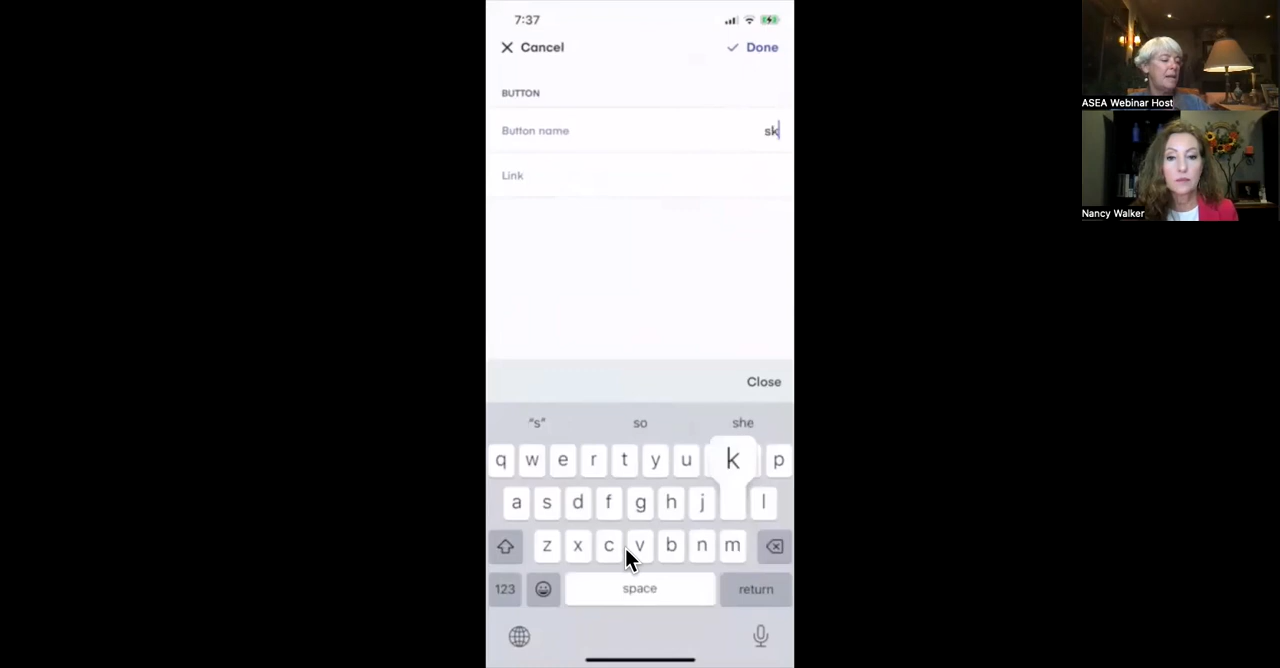 7:37
Cancel
Done
BUTTON
Button name
sk
Link
Close
"s" so she
q w e r t y u k p
a s d f g h j l
z x c v b n m
123 space return
ASEA Webinar Host
Nancy Walker